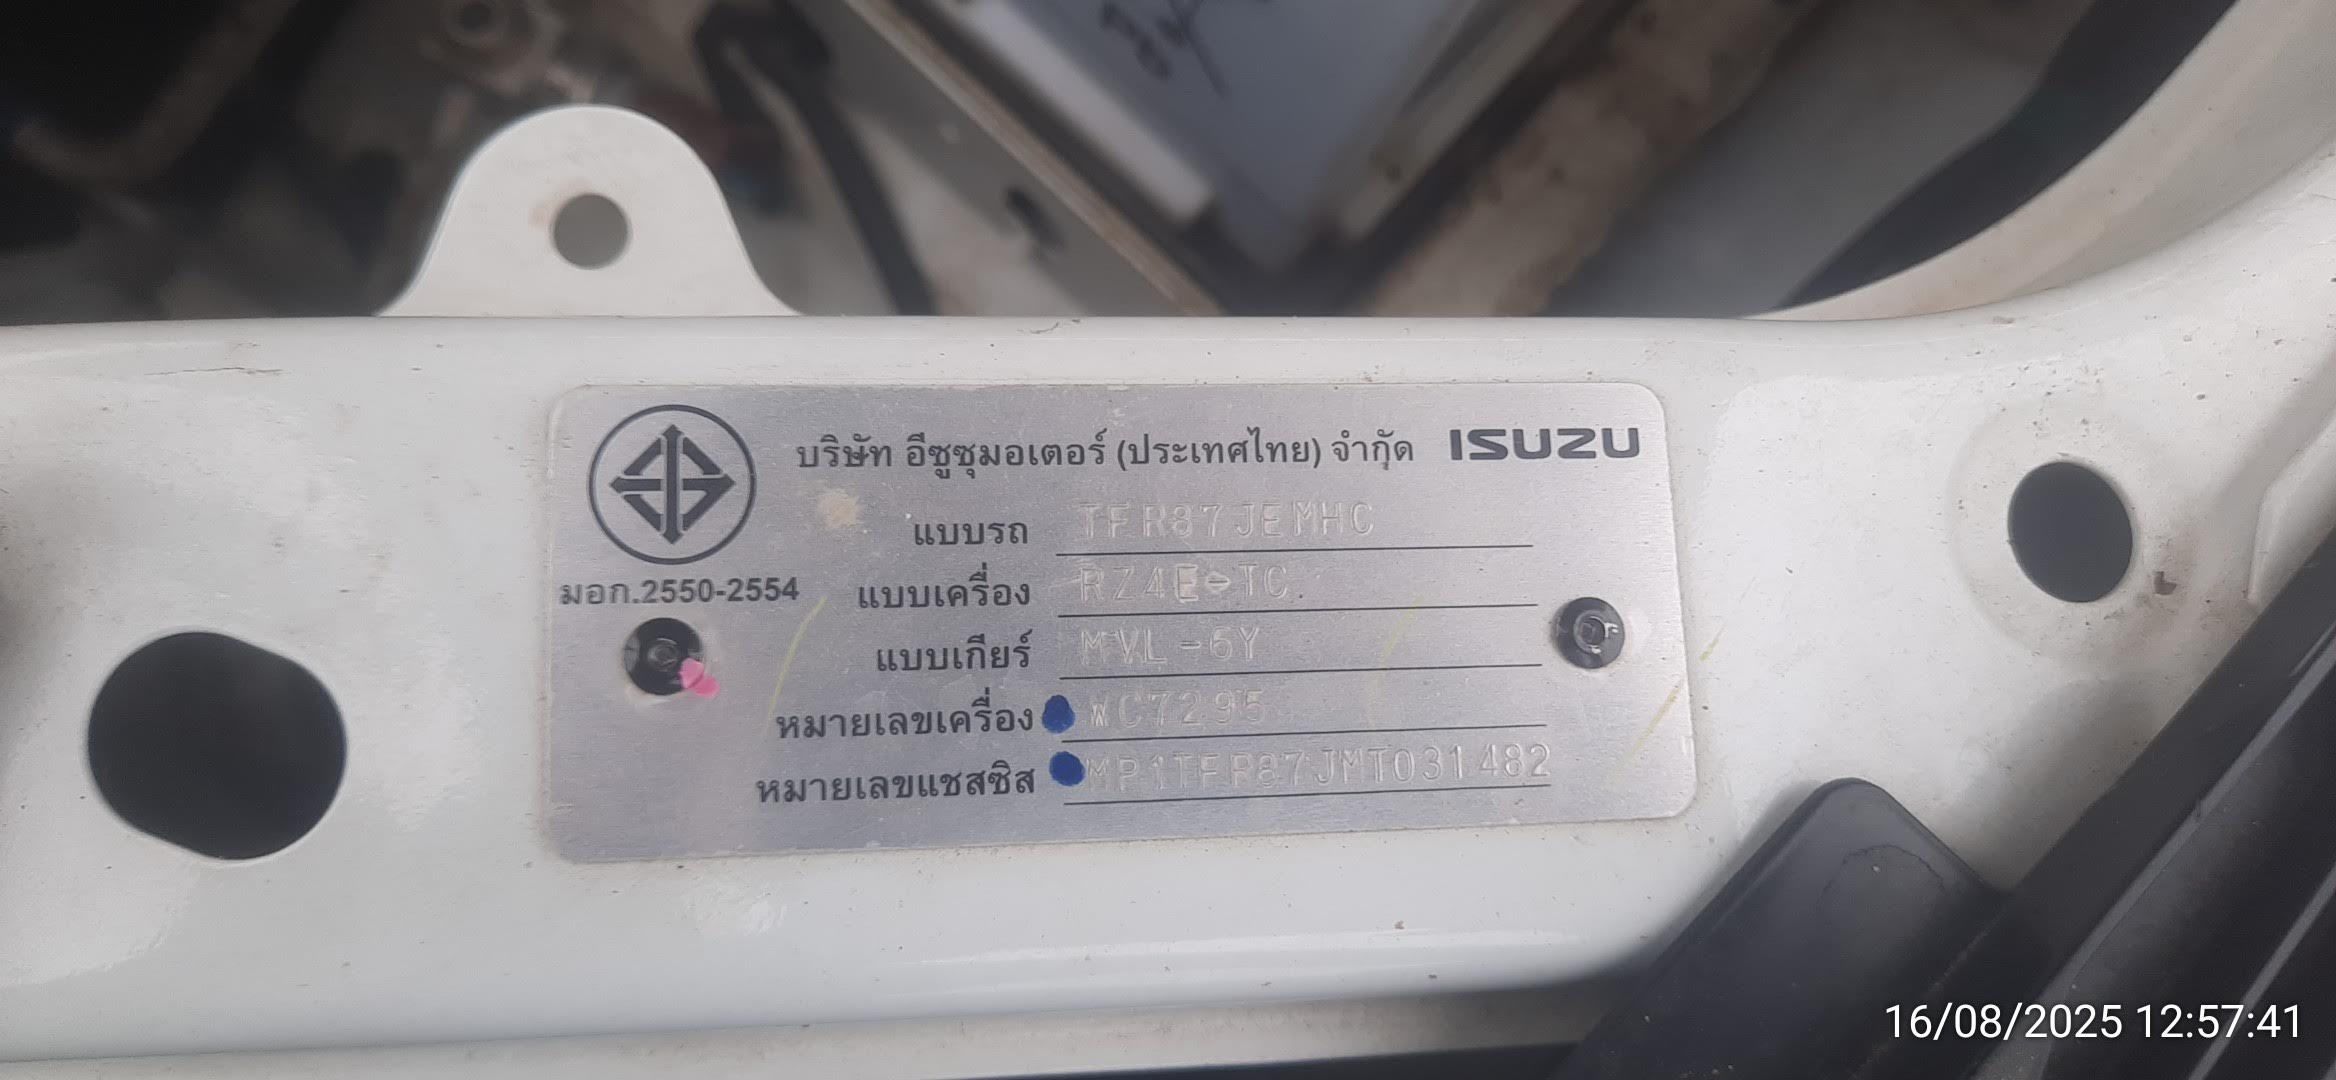 บริษัท อีซูซุมอเตอร์ (ประเทศไทย) จำกัด ISUZU
แบบรถ TFR87JEMHC
มอก.2550-2554
แบบเครื่อง RZ4E-TC
แบบเกียร์ MVL-6Y
หมายเลขเครื่อง WC7295
หมายเลขแชสซิส MP1TFR87JMT031482
16/08/2025 12:57:41